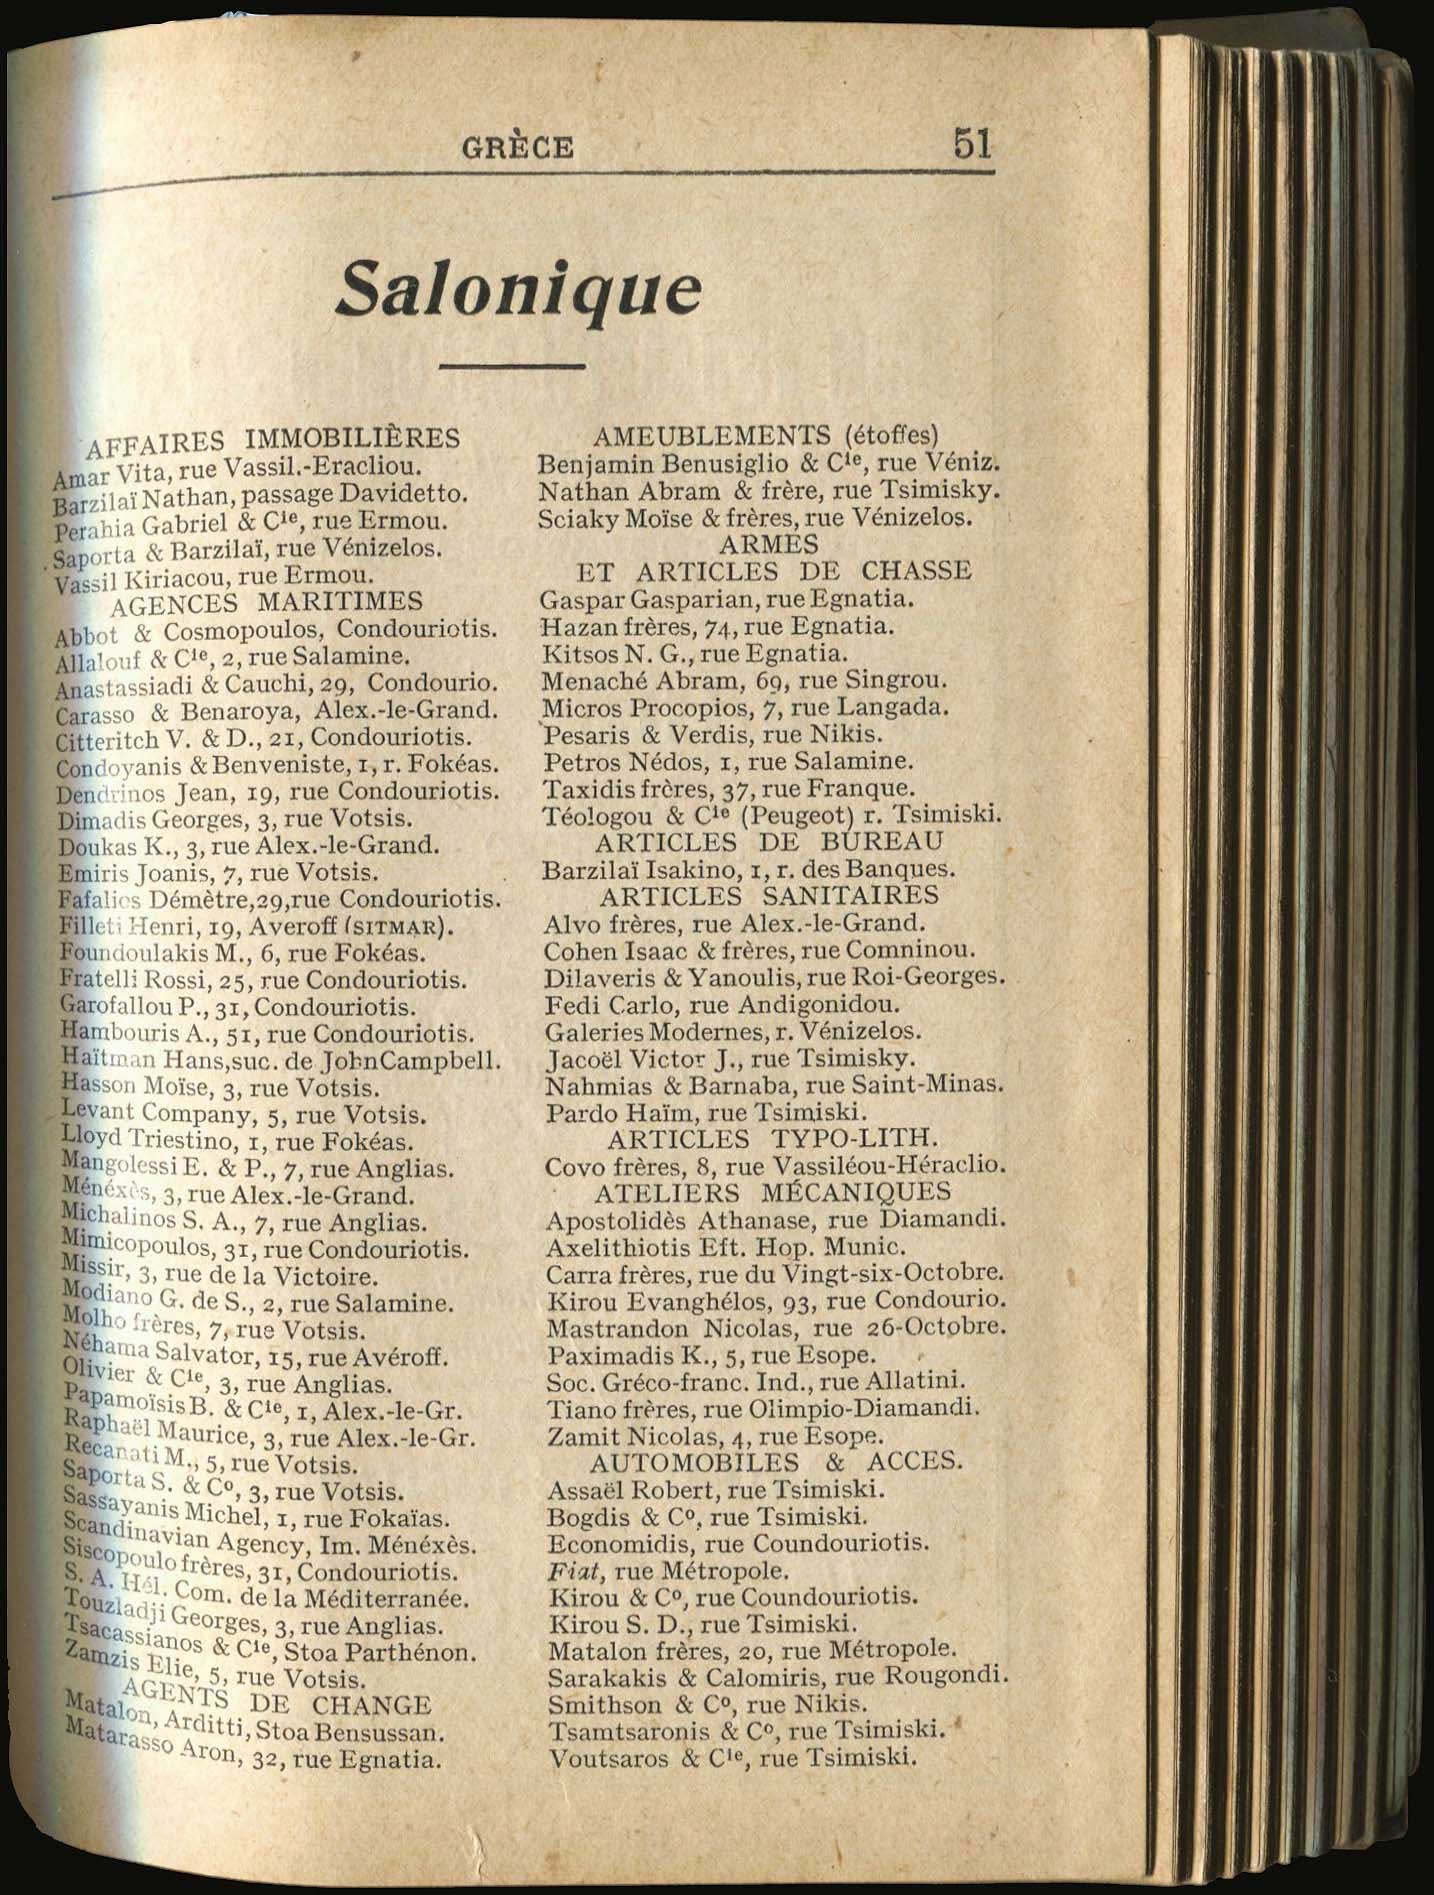 GRÈCE
51
Salonique
AFFAIRES IMMOBILIÈRES
Amar Vita, rue Vassil.-Eracliou.
Barzilaï Nathan, passage Davidetto.
Perahia Gabriel & Cie, rue Ermou.
Saporta & Barzilaï, rue Vénizelos.
Vassil Kiriacou, rue Ermou.
AGENCES MARITIMES
Abbot & Cosmopoulos, Condouriotis.
Allalouf & Cie, 2, rue Salamine.
Anastassiadi & Cauchi, 29, Condourio.
Carasso & Benaroya, Alex.-le-Grand.
Citteritch V. & D., 21, Condouriotis.
Condoyanis & Benveniste, 1, r. Fokéas.
Dendrinos Jean, 19, rue Condouriotis.
Dimadis Georges, 3, rue Votsis.
Doukas K., 3, rue Alex.-le-Grand.
Emiris Joanis, 7, rue Votsis.
Fafalios Démètre, 29, rue Condouriotis.
Filleti Henri, 19, Averoff (SITMAR).
Foundoulakis M., 6, rue Fokéas.
Fratelli Rossi, 25, rue Condouriotis.
Garofallou P., 31, Condouriotis.
Hambouris A., 51, rue Condouriotis.
Haïtman Hans, suc. de John Campbell.
Hasson Moïse, 3, rue Votsis.
Levant Company, 5, rue Votsis.
Lloyd Triestino, 1, rue Fokéas.
Mangolessi E. & P., 7, rue Anglias.
Ménéxès, 3, rue Alex.-le-Grand.
Michalinos S. A., 7, rue Anglias.
Mimicopoulos, 31, rue Condouriotis.
Missir, 3, rue de la Victoire.
Modiano G. de S., 2, rue Salamine.
Molho frères, 7, rue Votsis.
Néhama Salvator, 15, rue Avéroff.
Olivier & Cie, 3, rue Anglias.
Papamoïsis B. & Cie, 1, Alex.-le-Gr.
Raphaël Maurice, 3, rue Alex.-le-Gr.
Recanati M., 5, rue Votsis.
Saporta S. & Co, 3, rue Votsis.
Sassayanis Michel, 1, rue Fokaïas.
Scandinavian Agency, Im. Ménéxès.
Siscopoulo frères, 31, Condouriotis.
S. A. Hél. Com. de la Méditerranée.
Touzladji Georges, 3, rue Anglias.
Tsacassianos & Cie, Stoa Parthénon.
Zamzis Elie, 5, rue Votsis.
AGENTS DE CHANGE
Matalon, Arditti, Stoa Bensussan.
Matarasso Aron, 32, rue Egnatia.
AMEUBLEMENTS (étoffes)
Benjamin Benusiglio & Cie, rue Véniz.
Nathan Abram & frère, rue Tsimisky.
Sciaky Moïse & frères, rue Vénizelos.
ARMES
ET ARTICLES DE CHASSE
Gaspar Gasparian, rue Egnatia.
Hazan frères, 74, rue Egnatia.
Kitsos N. G., rue Egnatia.
Menaché Abram, 69, rue Singrou.
Micros Procopios, 7, rue Langada.
Pesaris & Verdis, rue Nikis.
Petros Nédos, 1, rue Salamine.
Taxidis frères, 37, rue Franque.
Téologou & Cie (Peugeot) r. Tsimiski.
ARTICLES DE BUREAU
Barzilaï Isakino, 1, r. des Banques.
ARTICLES SANITAIRES
Alvo frères, rue Alex.-le-Grand.
Cohen Isaac & frères, rue Comninou.
Dilaveris & Yanoulis, rue Roi-Georges.
Fedi Carlo, rue Andigonidou.
Galeries Modernes, r. Vénizelos.
Jacoël Victor J., rue Tsimisky.
Nahmias & Barnaba, rue Saint-Minas.
Pardo Haïm, rue Tsimiski.
ARTICLES TYPO-LITH.
Covo frères, 8, rue Vassiléou-Héraclio.
ATELIERS MÉCANIQUES
Apostolidès Athanase, rue Diamandi.
Axelithiotis Eft. Hop. Munic.
Carra frères, rue du Vingt-six-Octobre.
Kirou Evanghélos, 93, rue Condourio.
Mastrandon Nicolas, rue 26-Octobre.
Paximadis K., 5, rue Esope.
Soc. Gréco-franc. Ind., rue Allatini.
Tiano frères, rue Olimpio-Diamandi.
Zamit Nicolas, 4, rue Esope.
AUTOMOBILES & ACCES.
Assaël Robert, rue Tsimiski.
Bogdis & Co, rue Tsimiski.
Economidis, rue Coundouriotis.
Fiat, rue Métropole.
Kirou & Co, rue Coundouriotis.
Kirou S. D., rue Tsimiski.
Matalon frères, 20, rue Métropole.
Sarakakis & Calomiris, rue Rougondi.
Smithson & Co, rue Nikis.
Tsamtsaronis & Co, rue Tsimiski.
Voutsaros & Cie, rue Tsimiski.